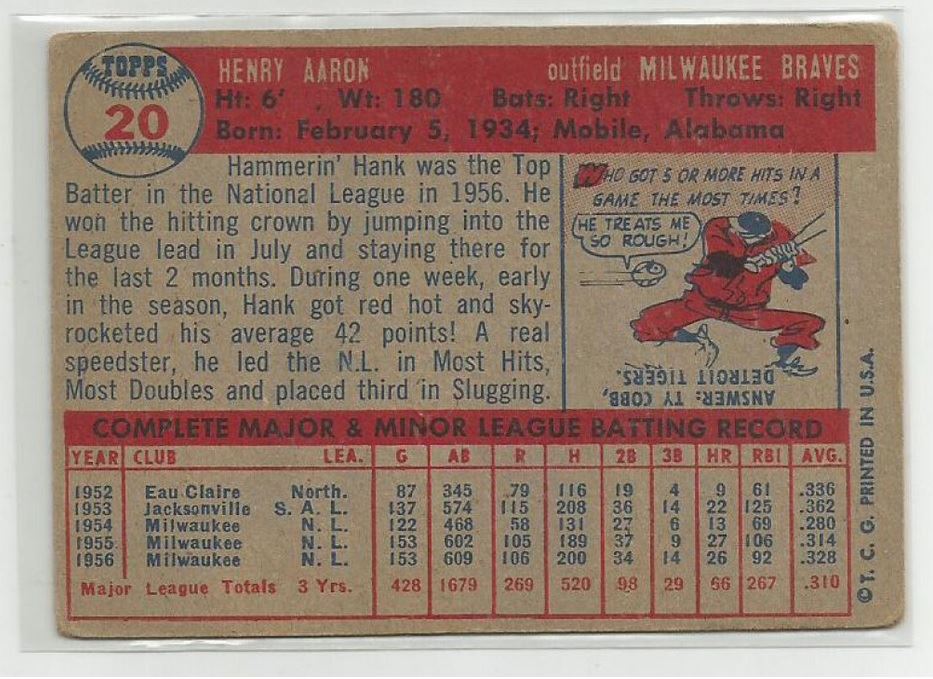 TOPPS
20
HENRY AARON outfield MILWAUKEE BRAVES
Ht: 6' . Wt: 180 Bats: Right Throws: Right
Born: February 5, 1934; Mobile, Alabama
Hammerin' Hank was the Top
Batter in the National League in 1956. He
won the hitting crown by jumping into the
League lead in July and staying there for
the last 2 months. During one week, early
in the season, Hank got red hot and sky-
rocketed his average 42 points! A real
speedster, he led the N.L. in Most Hits,
Most Doubles and placed third in Slugging.
WHO GOT 5 OR MORE HITS IN A
GAME THE MOST TIMES?
HE TREATS ME
SO ROUGH!
ANSWER: TY COBB,
DETROIT TIGERS.
COMPLETE MAJOR & MINOR LEAGUE BATTING RECORD
YEAR CLUB LEA. G AB R H 2B 3B HR RBI AVG.
1952 Eau Claire North. 87 345 79 116 19 4 9 61 .336
1953 Jacksonville S. A. L. 137 574 115 208 36 14 22 125 .362
1954 Milwaukee N. L. 122 468 58 131 27 6 13 69 .280
1955 Milwaukee N. L. 153 602 105 189 37 9 27 106 .314
1956 Milwaukee N. L. 153 609 106 200 34 14 26 92 .328
Major League Totals 3 Yrs. 428 1679 269 520 98 29 66 267 .310
© T. C. G. PRINTED IN U.S.A.